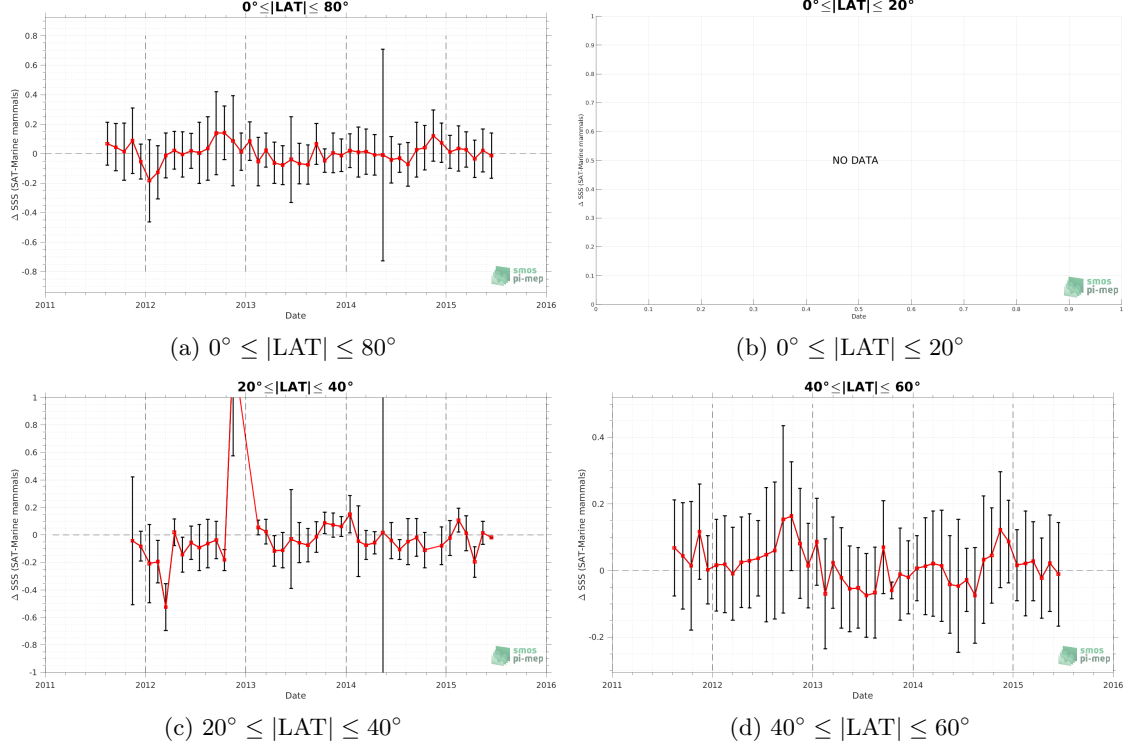 0°≤|LAT|≤ 80°
Δ SSS (SAT-Marine mammals)
0.8
0.6
0.4
0.2
0
-0.2
-0.4
-0.6
-0.8
2011 2012 2013 2014 2015 2016
Date
smos
pi-mep
(a) 0° ≤ |LAT| ≤ 80°
0°≤|LAT|≤ 20°
Δ SSS (SAT-Marine mammals)
1
0.9
0.8
0.7
0.6
0.5
0.4
0.3
0.2
0.1
0
NO DATA
0 0.1 0.2 0.3 0.4 0.5 0.6 0.7 0.8 0.9 1
Date
smos
pi-mep
(b) 0° ≤ |LAT| ≤ 20°
20°≤|LAT|≤ 40°
Δ SSS (SAT-Marine mammals)
1
0.8
0.6
0.4
0.2
0
-0.2
-0.4
-0.6
-0.8
-1
2011 2012 2013 2014 2015 2016
Date
smos
pi-mep
(c) 20° ≤ |LAT| ≤ 40°
40°≤|LAT|≤ 60°
Δ SSS (SAT-Marine mammals)
0.4
0.2
0
-0.2
2011 2012 2013 2014 2015 2016
Date
smos
pi-mep
(d) 40° ≤ |LAT| ≤ 60°